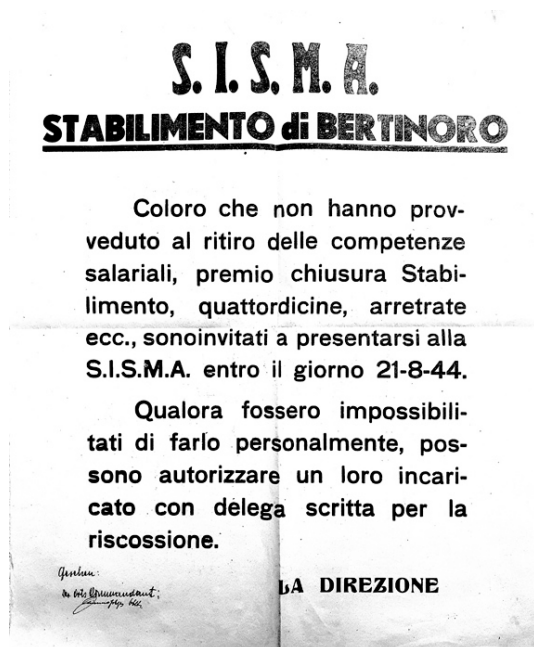 S. I. S. M. A.
STABILIMENTO di BERTINORO
Coloro che non hanno prov-
veduto al ritiro delle competenze
salariali, premio chiusura Stabi-
limento, quattordicine, arretrate
ecc., sonoinvitati a presentarsi alla
S.I.S.M.A. entro il giorno 21-8-44.
Qualora fossero impossibili-
tati di farlo personalmente, pos-
sono autorizzare un loro incari-
cato con delega scritta per la
riscossione.
Gesehen:
LA DIREZIONE